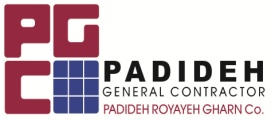 PGC
PADIDEH
GENERAL CONTRACTOR
PADIDEH ROYAYEH GHARN Co.